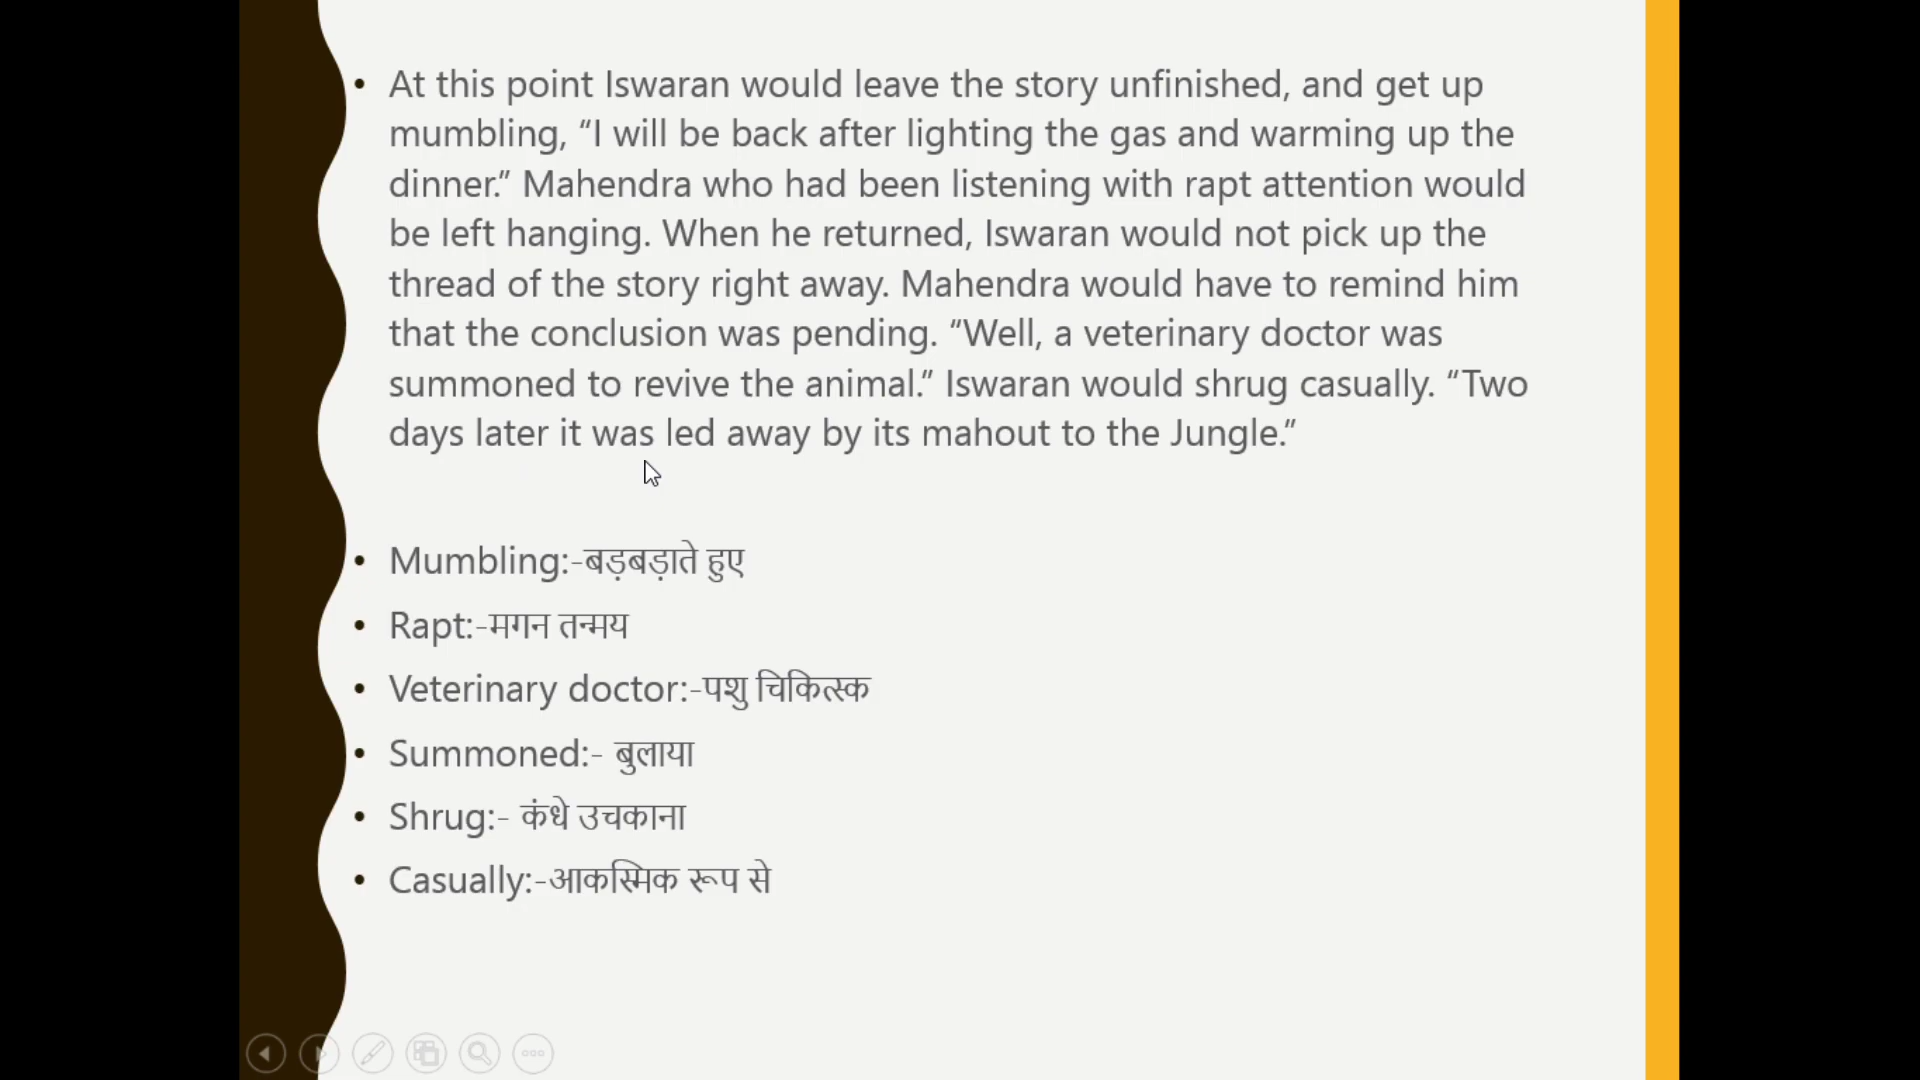 • At this point Iswaran would leave the story unfinished, and get up
mumbling, “I will be back after lighting the gas and warming up the
dinner.” Mahendra who had been listening with rapt attention would
be left hanging. When he returned, Iswaran would not pick up the
thread of the story right away. Mahendra would have to remind him
that the conclusion was pending. “Well, a veterinary doctor was
summoned to revive the animal.” Iswaran would shrug casually. “Two
days later it was led away by its mahout to the Jungle.”
• Mumbling:-बड़बड़ाते हुए
• Rapt:-मगन तन्मय
• Veterinary doctor:-पशु चिकित्स्क
• Summoned:- बुलाया
• Shrug:- कंधे उचकाना
• Casually:-आकस्मिक रूप से